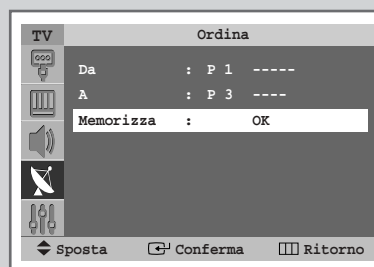 TV Ordina
Da : P 1 -----
A : P 3 ----
Memorizza : OK
Sposta Conferma Ritorno